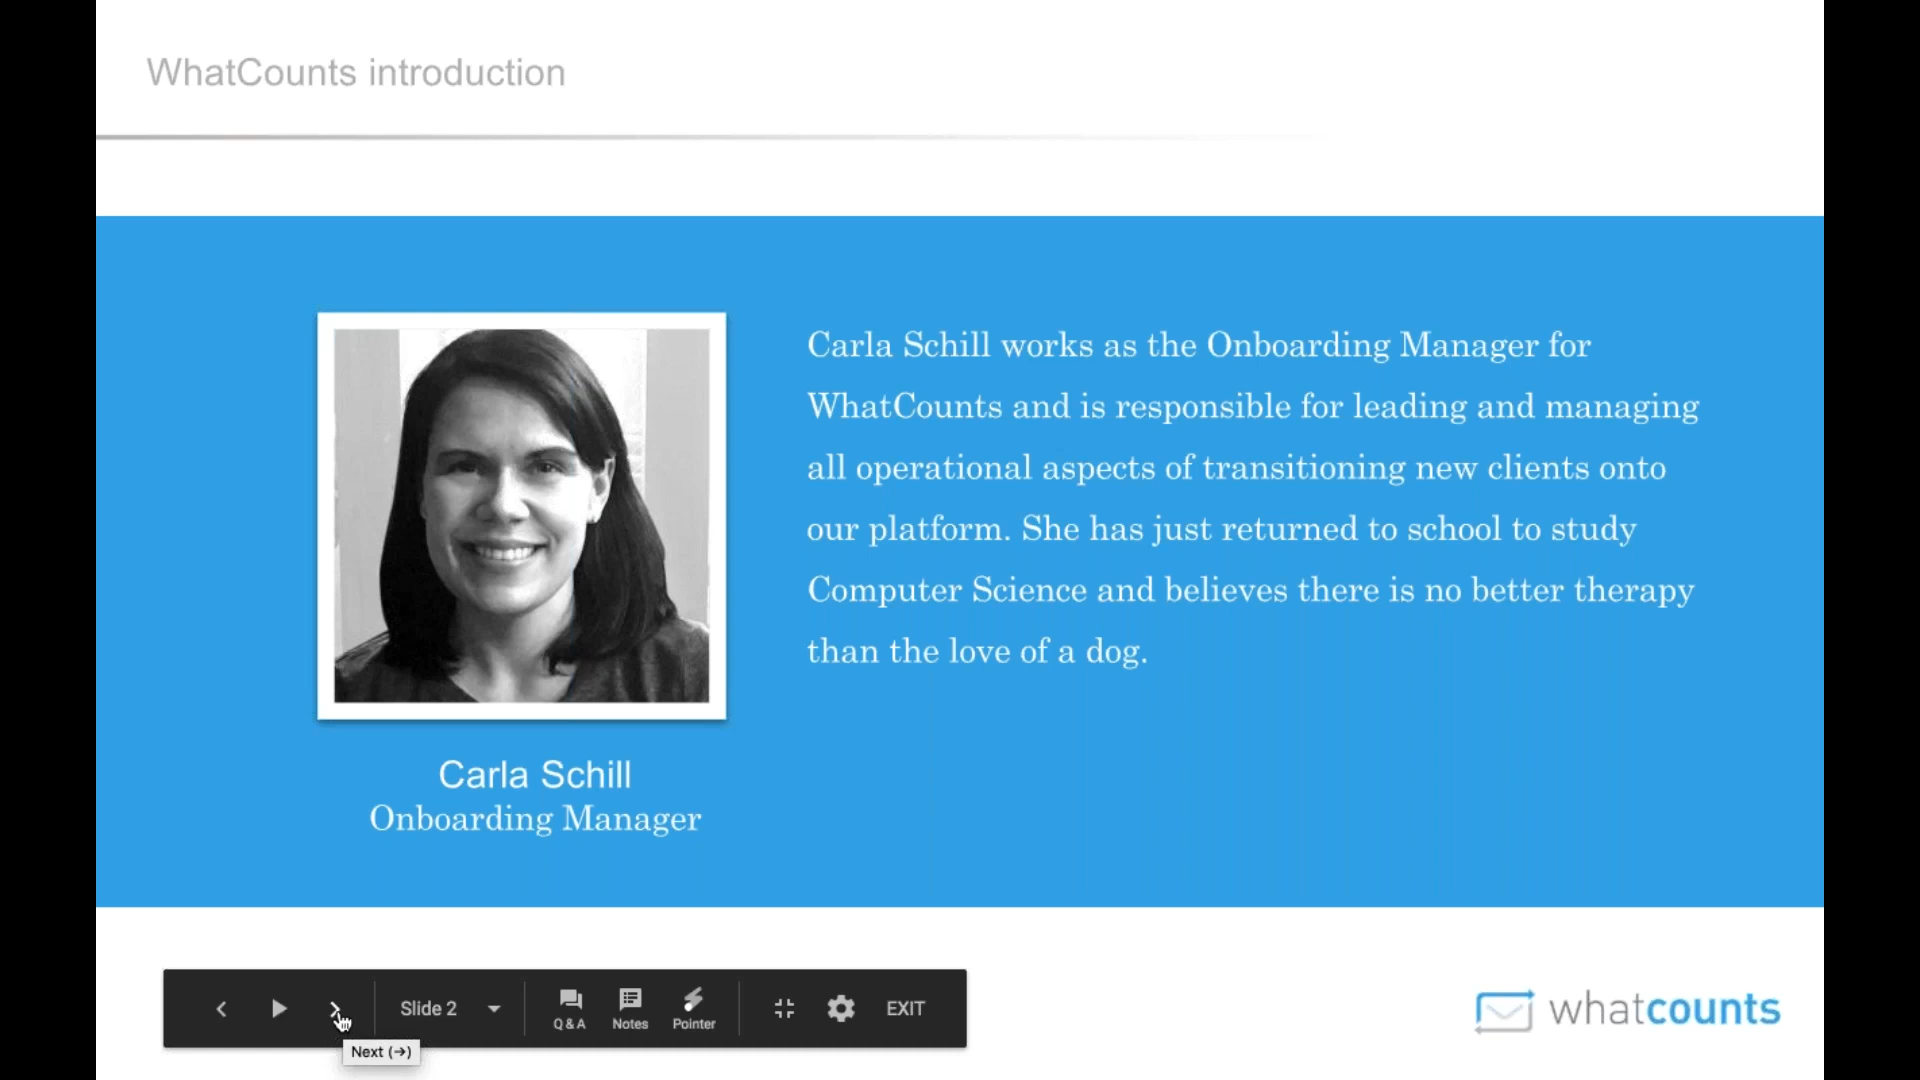 WhatCounts introduction
Carla Schill works as the Onboarding Manager for
WhatCounts and is responsible for leading and managing
all operational aspects of transitioning new clients onto
our platform. She has just returned to school to study
Computer Science and believes there is no better therapy
than the love of a dog.
Carla Schill
Onboarding Manager
Slide 2
Q & A
Notes
Pointer
EXIT
Next (→)
whatcounts